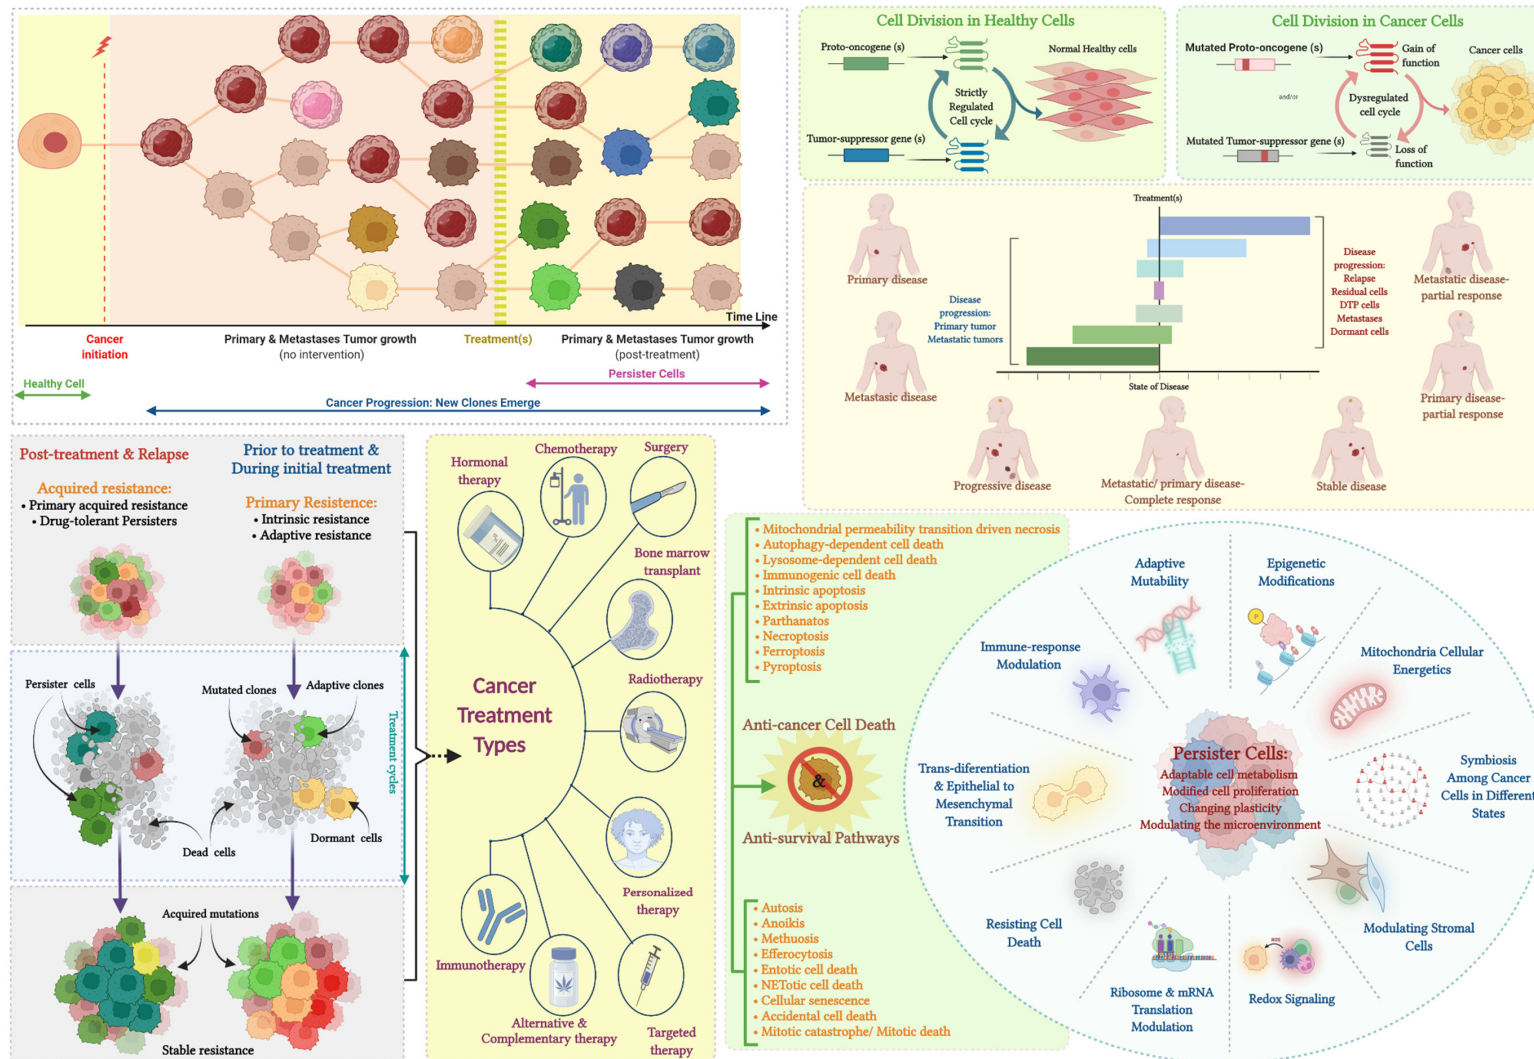 Time Line
Cancer
initiation
Primary & Metastases Tumor growth
(no intervention)
Treatment(s)
Primary & Metastases Tumor growth
(post-treatment)
Healthy Cell
Persister Cells
Cancer Progression: New Clones Emerge
Cell Division in Healthy Cells
Proto-oncogene (s)
Normal Healthy cells
Strictly
Regulated
Cell cycle
Tumor-suppressor gene (s)
Cell Division in Cancer Cells
Mutated Proto-oncogene (s)
Gain of
function
Cancer cells
and/or
Dysregulated
cell cycle
Mutated Tumor-suppressor gene (s)
Loss of
function
Treatment(s)
Primary disease
Metastasic disease
Disease
progression:
Primary tumor
Metastatic tumors
Disease
progression:
Relapse
Residual cells
DTP cells
Metastases
Dormant cells
Metastatic disease-
partial response
Primary disease-
partial response
State of Disease
Progressive disease
Metastatic/ primary disease-
Complete response
Stable disease
Post-treatment & Relapse
Acquired resistance:
• Primary acquired resistance
• Drug-tolerant Persisters
Prior to treatment &
During initial treatment
Primary Resistence:
• Intrinsic resistance
• Adaptive resistance
Persister cells
Mutated clones
Adaptive clones
Treatment cycles
Dead cells
Dormant cells
Acquired mutations
Stable resistance
Cancer
Treatment
Types
Hormonal
therapy
Chemotherapy
Surgery
Bone marrow
transplant
Radiotherapy
Personalized
therapy
Targeted
therapy
Alternative &
Complementary therapy
Immunotherapy
• Mitochondrial permeability transition driven necrosis
• Autophagy-dependent cell death
• Lysosome-dependent cell death
• Immunogenic cell death
• Intrinsic apoptosis
• Extrinsic apoptosis
• Parthanatos
• Necroptosis
• Ferroptosis
• Pyroptosis
Anti-cancer Cell Death
&
Anti-survival Pathways
• Autosis
• Anoikis
• Methuosis
• Efferocytosis
• Entotic cell death
• NETotic cell death
• Cellular senescence
• Accidental cell death
• Mitotic catastrophe/ Mitotic death
Persister Cells:
Adaptable cell metabolism
Modified cell proliferation
Changing plasticity
Modulating the microenvironment
Adaptive
Mutability
Epigenetic
Modifications
P
Mitochondria Cellular
Energetics
Symbiosis
Among Cancer
Cells in Different
States
Modulating Stromal
Cells
Redox Signaling
ROS
Ribosome & mRNA
Translation
Modulation
Resisting Cell
Death
Trans-diferentiation
& Epithelial to
Mesenchymal
Transition
Immune-response
Modulation